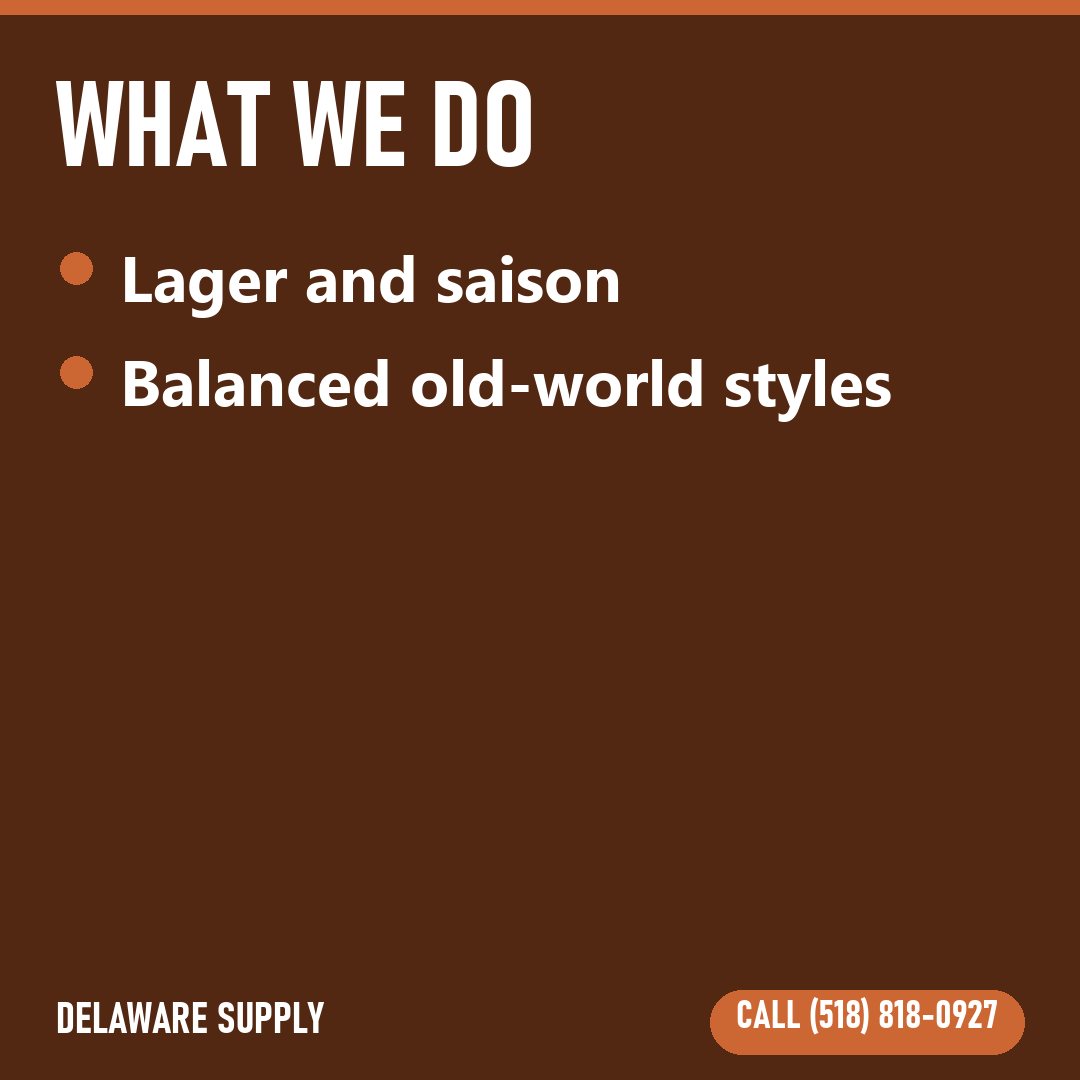 WHAT WE DO
Lager and saison
Balanced old-world styles
DELAWARE SUPPLY
CALL (518) 818-0927